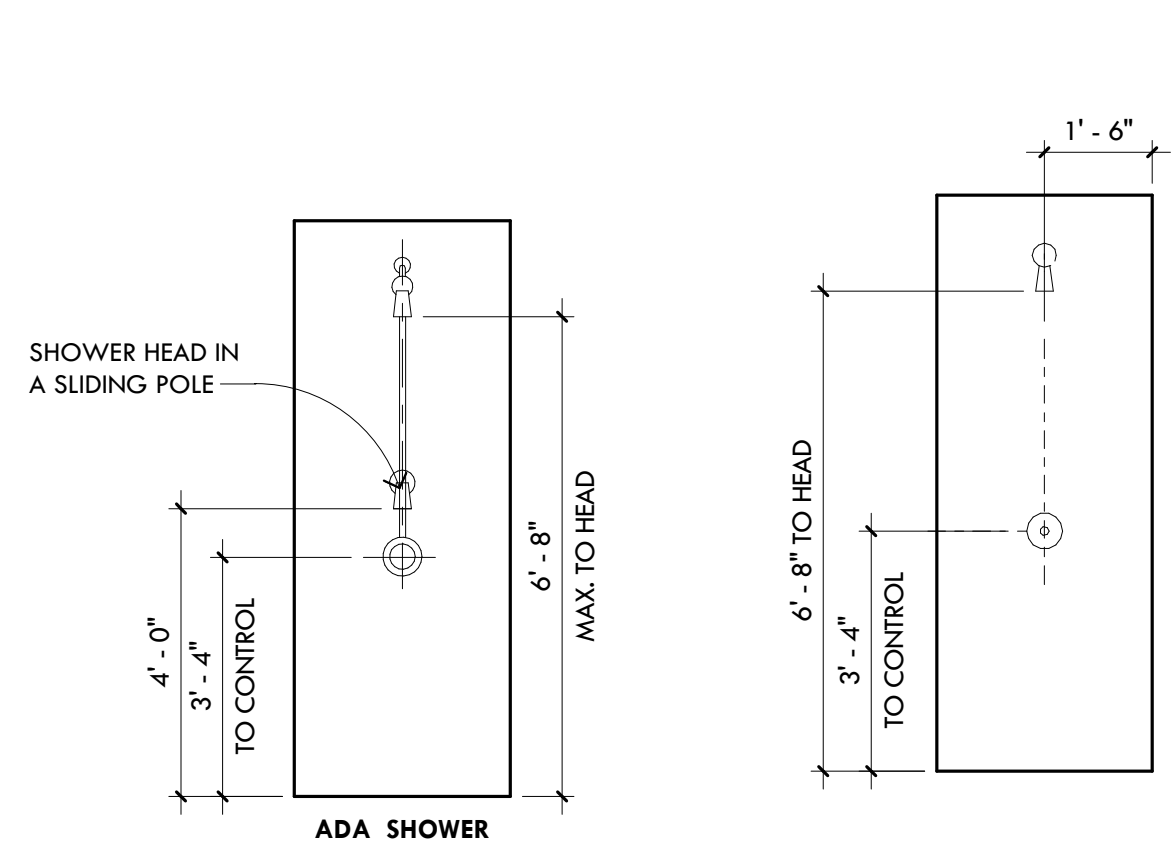 1' - 6"
SHOWER HEAD IN
A SLIDING POLE
4' - 0"
3' - 4"
TO CONTROL
6' - 8"
MAX. TO HEAD
ADA SHOWER
6' - 8" TO HEAD
3' - 4"
TO CONTROL